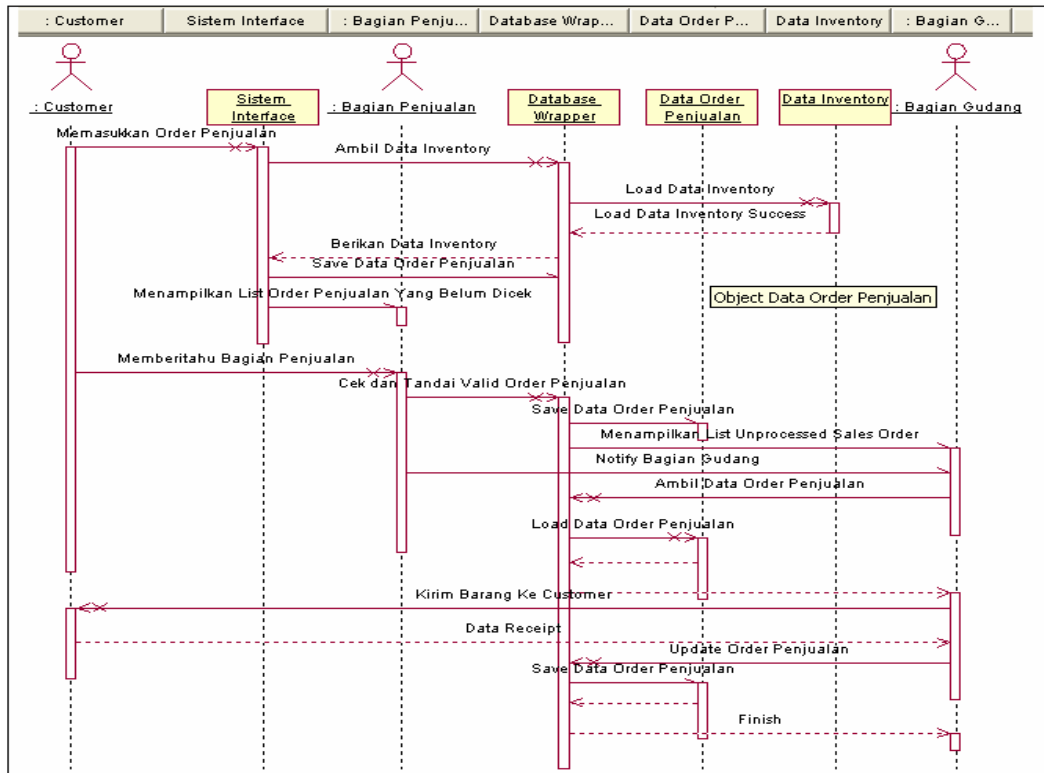 : Customer
Sistem Interface
: Bagian Penju...
Database Wrap...
Data Order P...
Data Inventory
: Bagian G...
: Customer
Sistem
Interface
: Bagian Penjualan
Database
Wrapper
Data Order
Penjualan
Data Inventory
: Bagian Gudang
Memasukkan Order Penjualan
Ambil Data Inventory
Load Data Inventory
Load Data Inventory Success
Berikan Data Inventory
Save Data Order Penjualan
Menampilkan List Order Penjualan Yang Belum Dicek
Object Data Order Penjualan
Memberitahu Bagian Penjualan
Cek dan Tandai Valid Order Penjualan
Save Data Order Penjualan
Menampilkan List Unprocessed Sales Order
Notify Bagian Gudang
Ambil Data Order Penjualan
Load Data Order Penjualan
Kirim Barang Ke Customer
Data Receipt
Update Order Penjualan
Save Data Order Penjualan
Finish